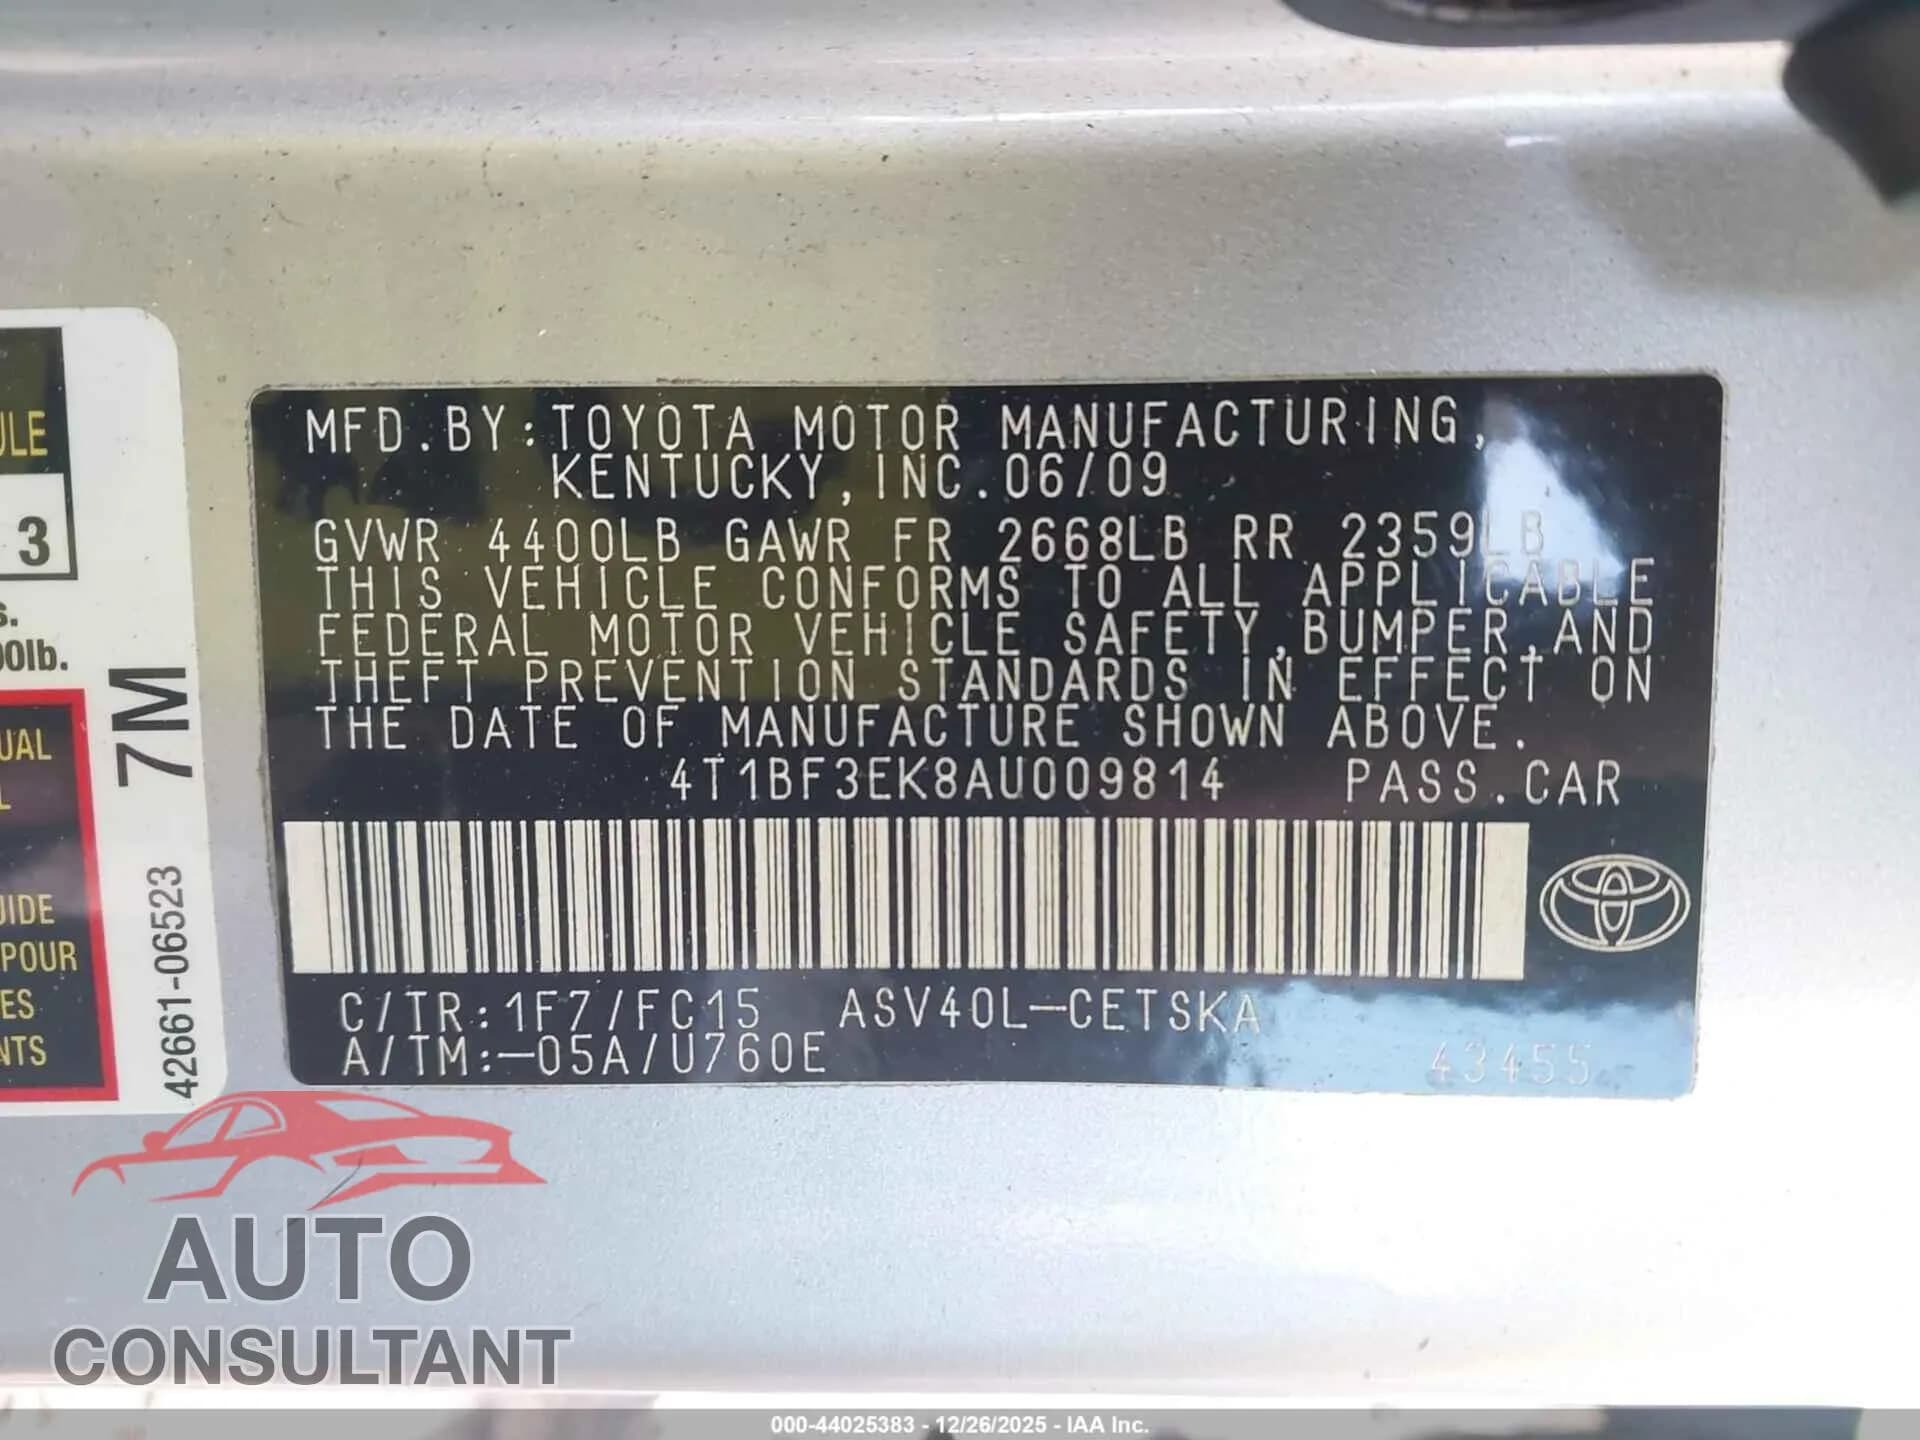 ULE
3
s.
00lb.
UAL
L
UIDE
POUR
ES
NTS
7M
42661-06523
MFD.BY:TOYOTA MOTOR MANUFACTURING,
KENTUCKY,INC.06/09
GVWR 4400LB GAWR FR 2668LB RR 2359LB
THIS VEHICLE CONFORMS TO ALL APPLICABLE
FEDERAL MOTOR VEHICLE SAFETY,BUMPER,AND
THEFT PREVENTION STANDARDS IN EFFECT ON
THE DATE OF MANUFACTURE SHOWN ABOVE.
4T1BF3EK8AU009814 PASS.CAR
C/TR:1F7/FC15 ASV40L-CETSKA
A/TM:-05A/U760E 43455
AUTO
CONSULTANT
000-44025383 - 12/26/2025 - IAA Inc.